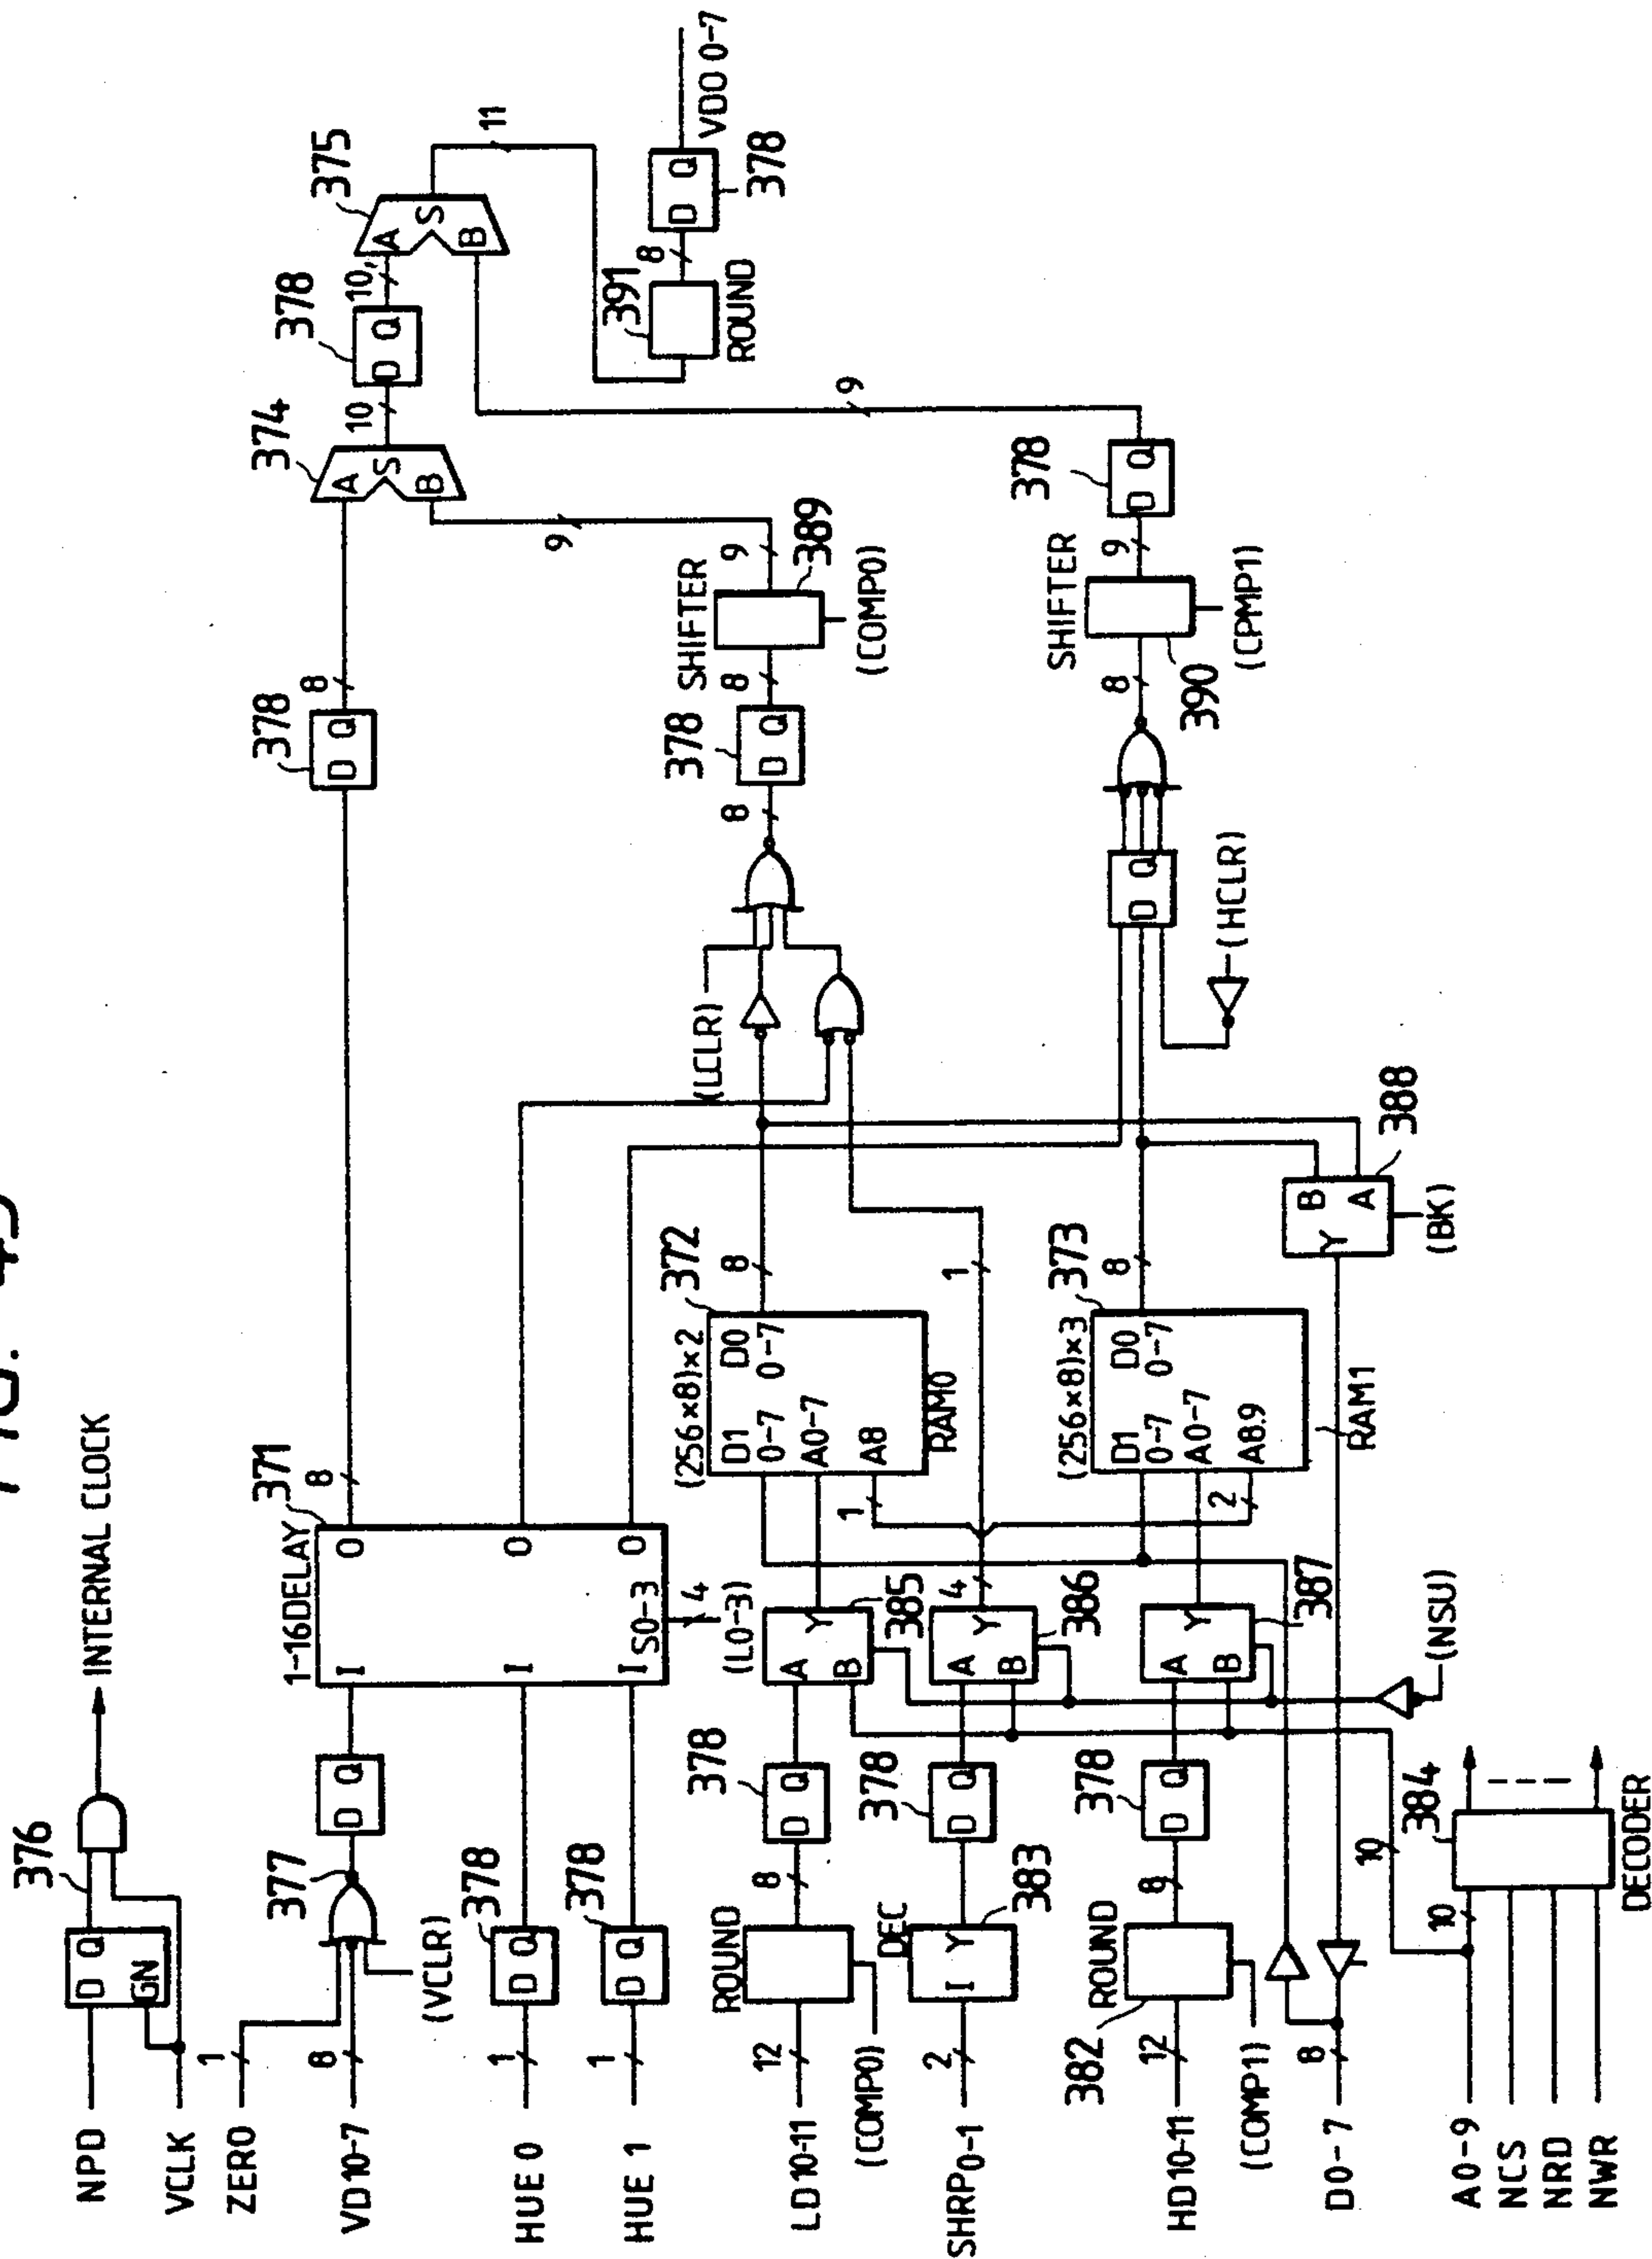 FIG. 45
NPD
VCLK
ZERO
VD10-7
HUE 0
HUE 1
LD10-11
(COMP0)
SHRP0-1
HD10-11
(COMP1)
D0-7
A0-9
NCS
NRD
NWR
1
8
1
1
12
2
12
8
10
D Q
GN
376
INTERNAL CLOCK
377
(VCLR)
D Q
D Q
378
D Q
378
ROUND
8
DEC
I Y
383
ROUND
382
8
384
DECODER
10
D Q
378
D Q
378
D Q
378
1-16DELAY
371
I O
I O
I O
S0-3
4
(L0-3)
8
A Y
B
385
A Y
B
386
4
A Y
B
387
(NSU)
(256×8)×2
372
D1 D0
0-7 0-7
A0-7
A8
RAM0
1
8
1
(256×8)×3
373
D1 D0
0-7 0-7
A0-7
A8.9
RAM1
2
8
B
Y
A
388
(BK)
(LCLR)
(HCLR)
D Q
8
D Q
378
8
SHIFTER
389
(COMP0)
9
9
8
SHIFTER
390
(CPMP1)
9
D Q
378
9
D Q
378
8
A
S
B
374
10
D Q
378
10,
A
S
B
375
11
391
ROUND
8
D Q
378
VDO 0-7